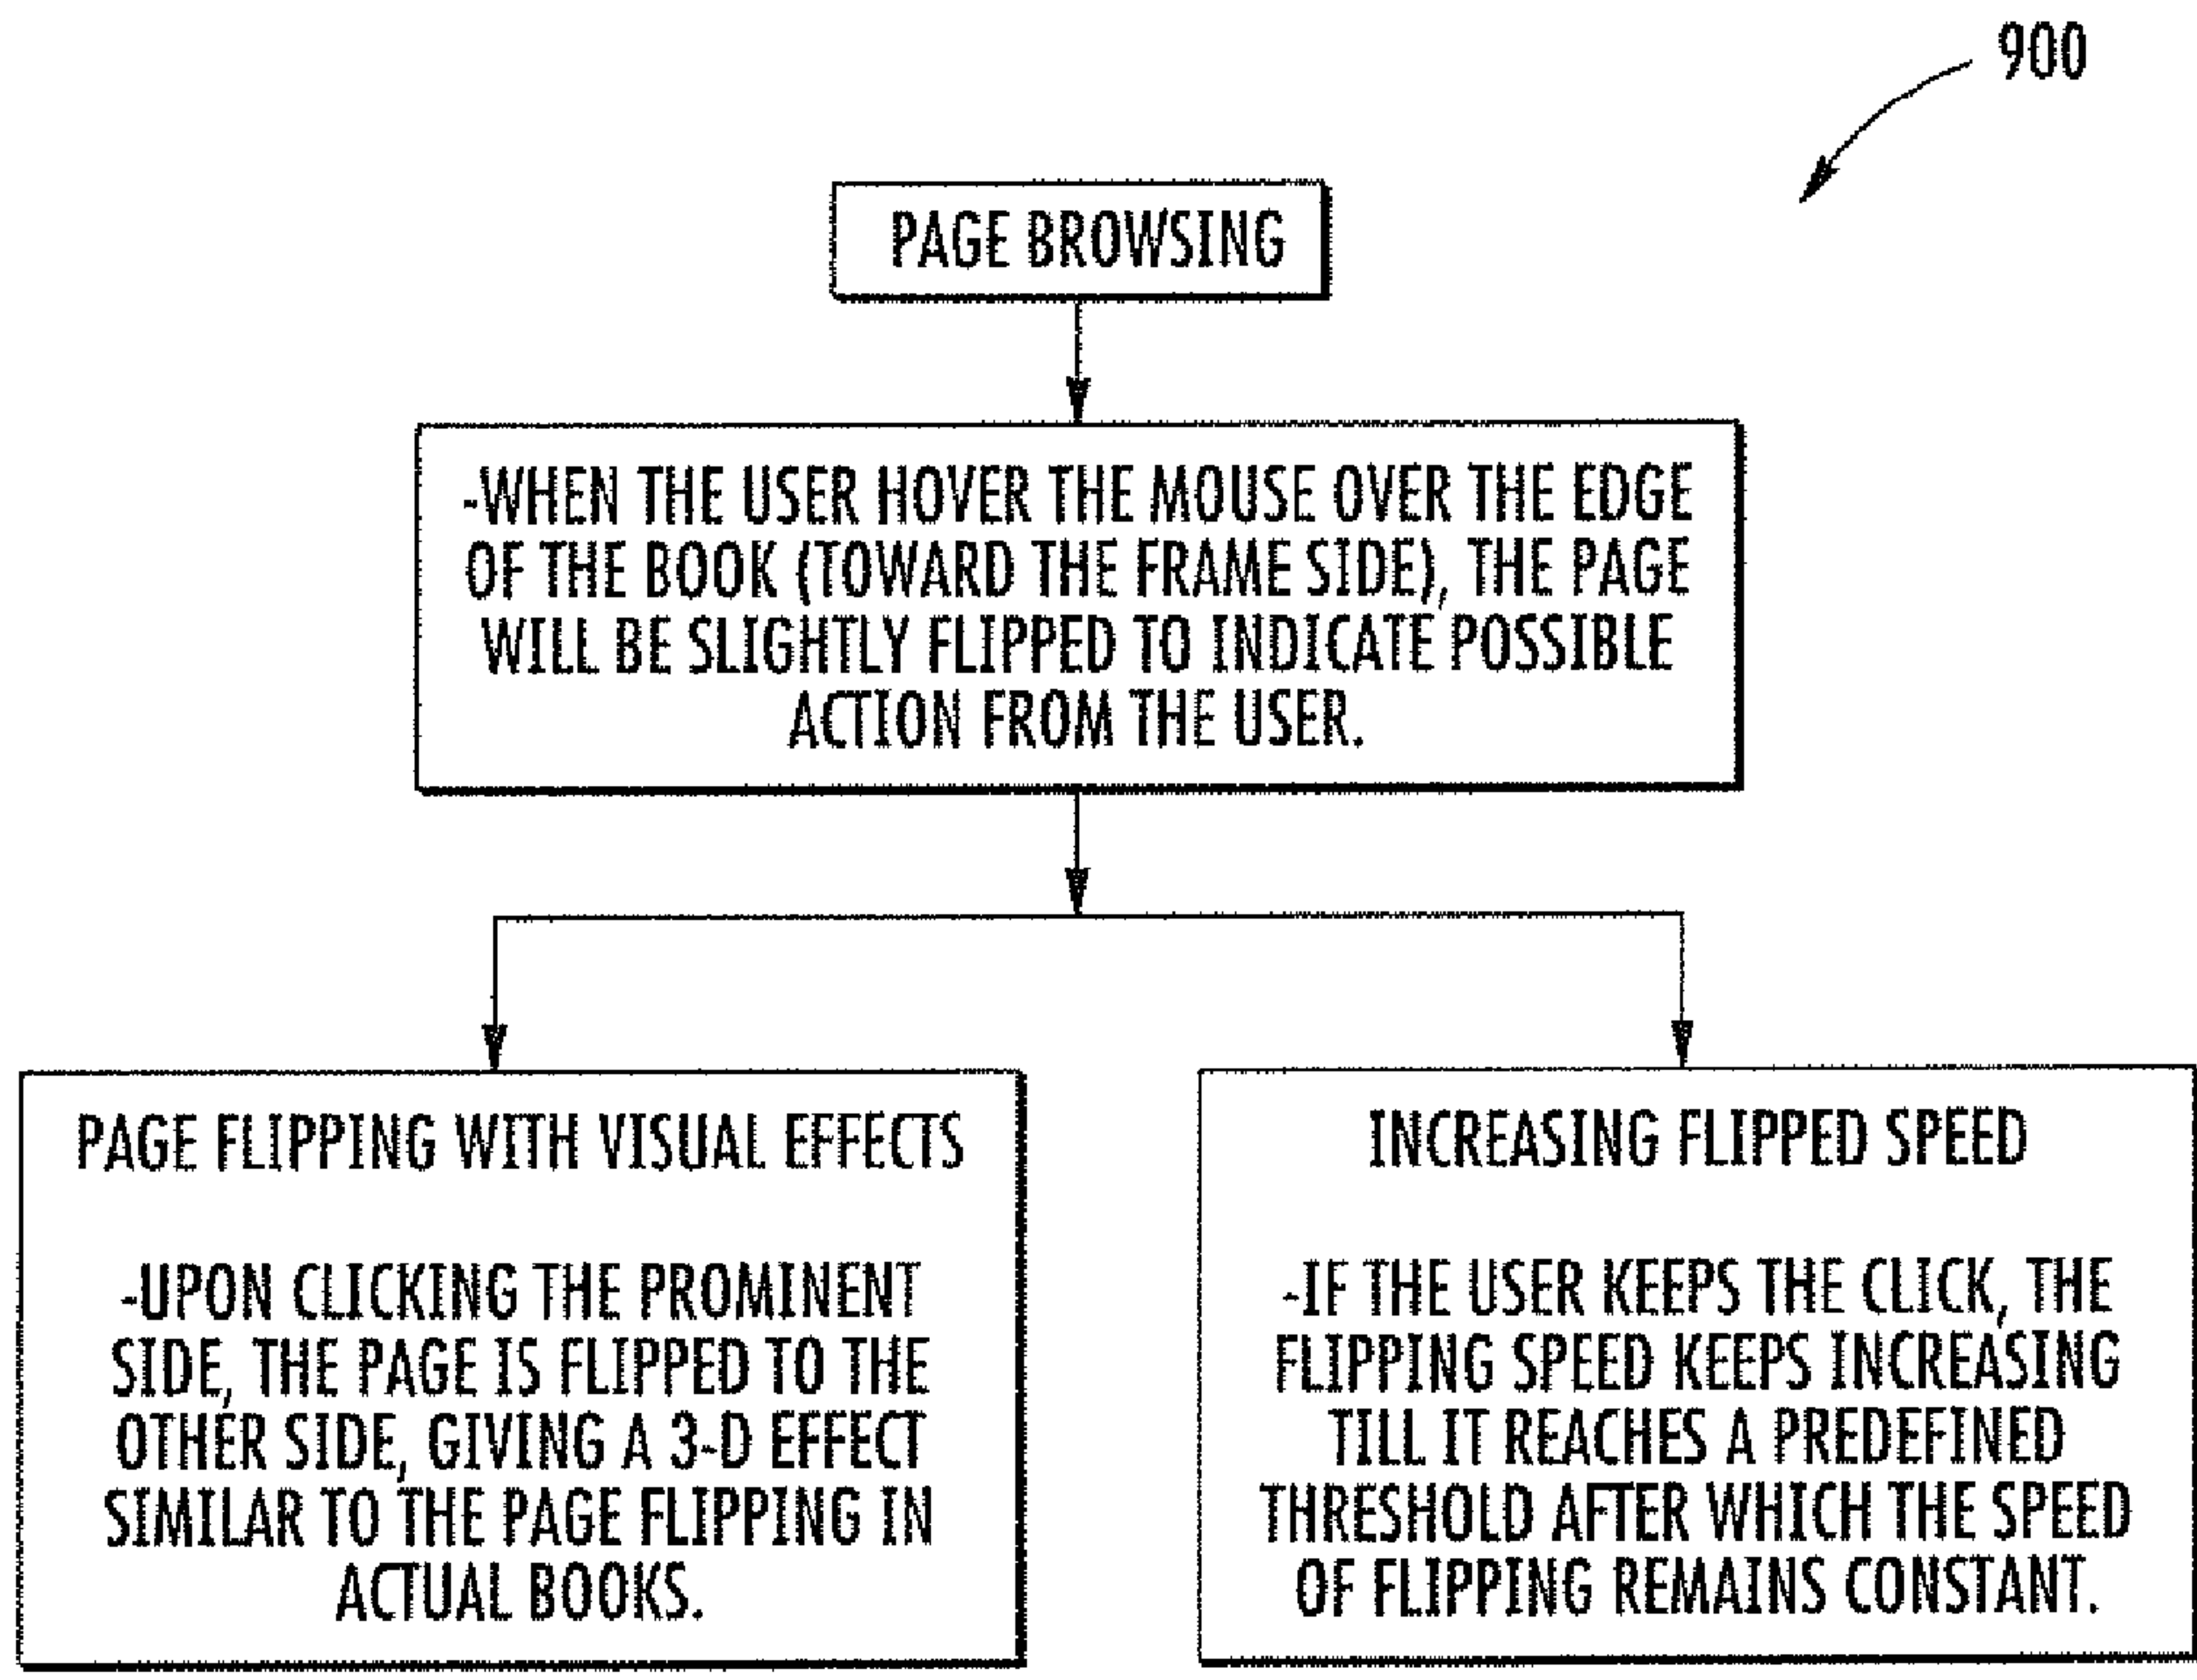 900
PAGE BROWSING
-WHEN THE USER HOVER THE MOUSE OVER THE EDGE
OF THE BOOK (TOWARD THE FRAME SIDE), THE PAGE
WILL BE SLIGHTLY FLIPPED TO INDICATE POSSIBLE
ACTION FROM THE USER.
PAGE FLIPPING WITH VISUAL EFFECTS
-UPON CLICKING THE PROMINENT
SIDE, THE PAGE IS FLIPPED TO THE
OTHER SIDE, GIVING A 3-D EFFECT
SIMILAR TO THE PAGE FLIPPING IN
ACTUAL BOOKS.
INCREASING FLIPPED SPEED
-IF THE USER KEEPS THE CLICK, THE
FLIPPING SPEED KEEPS INCREASING
TILL IT REACHES A PREDEFINED
THRESHOLD AFTER WHICH THE SPEED
OF FLIPPING REMAINS CONSTANT.